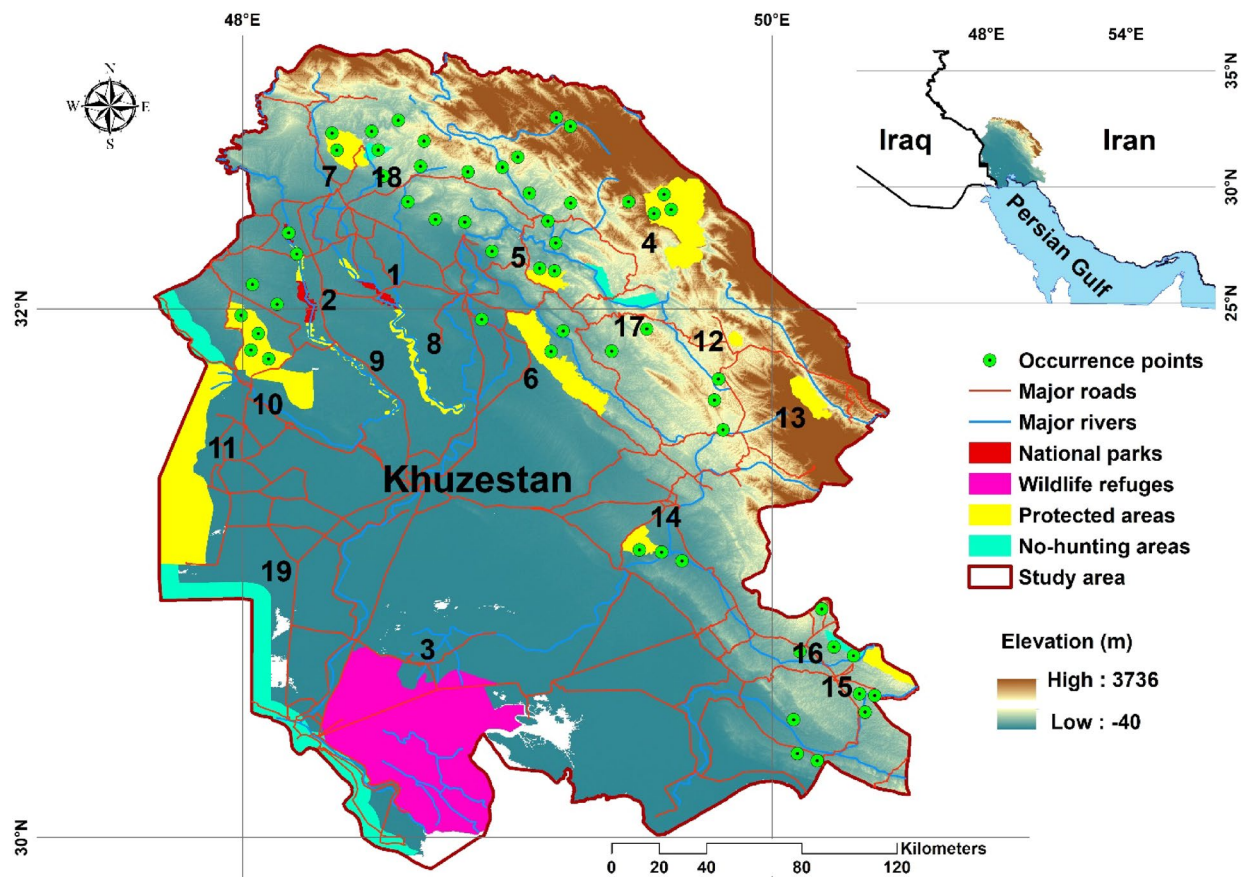 48°E
50°E
48°E
54°E
N
W
E
S
35°N
30°N
25°N
Iraq
Iran
Persian Gulf
32°N
30°N
7
18
4
5
1
2
17
12
8
9
6
10
13
11
Khuzestan
14
19
3
16
15
Occurrence points
Major roads
Major rivers
National parks
Wildlife refuges
Protected areas
No-hunting areas
Study area
Elevation (m)
High : 3736
Low : -40
Kilometers
0 20 40 80 120